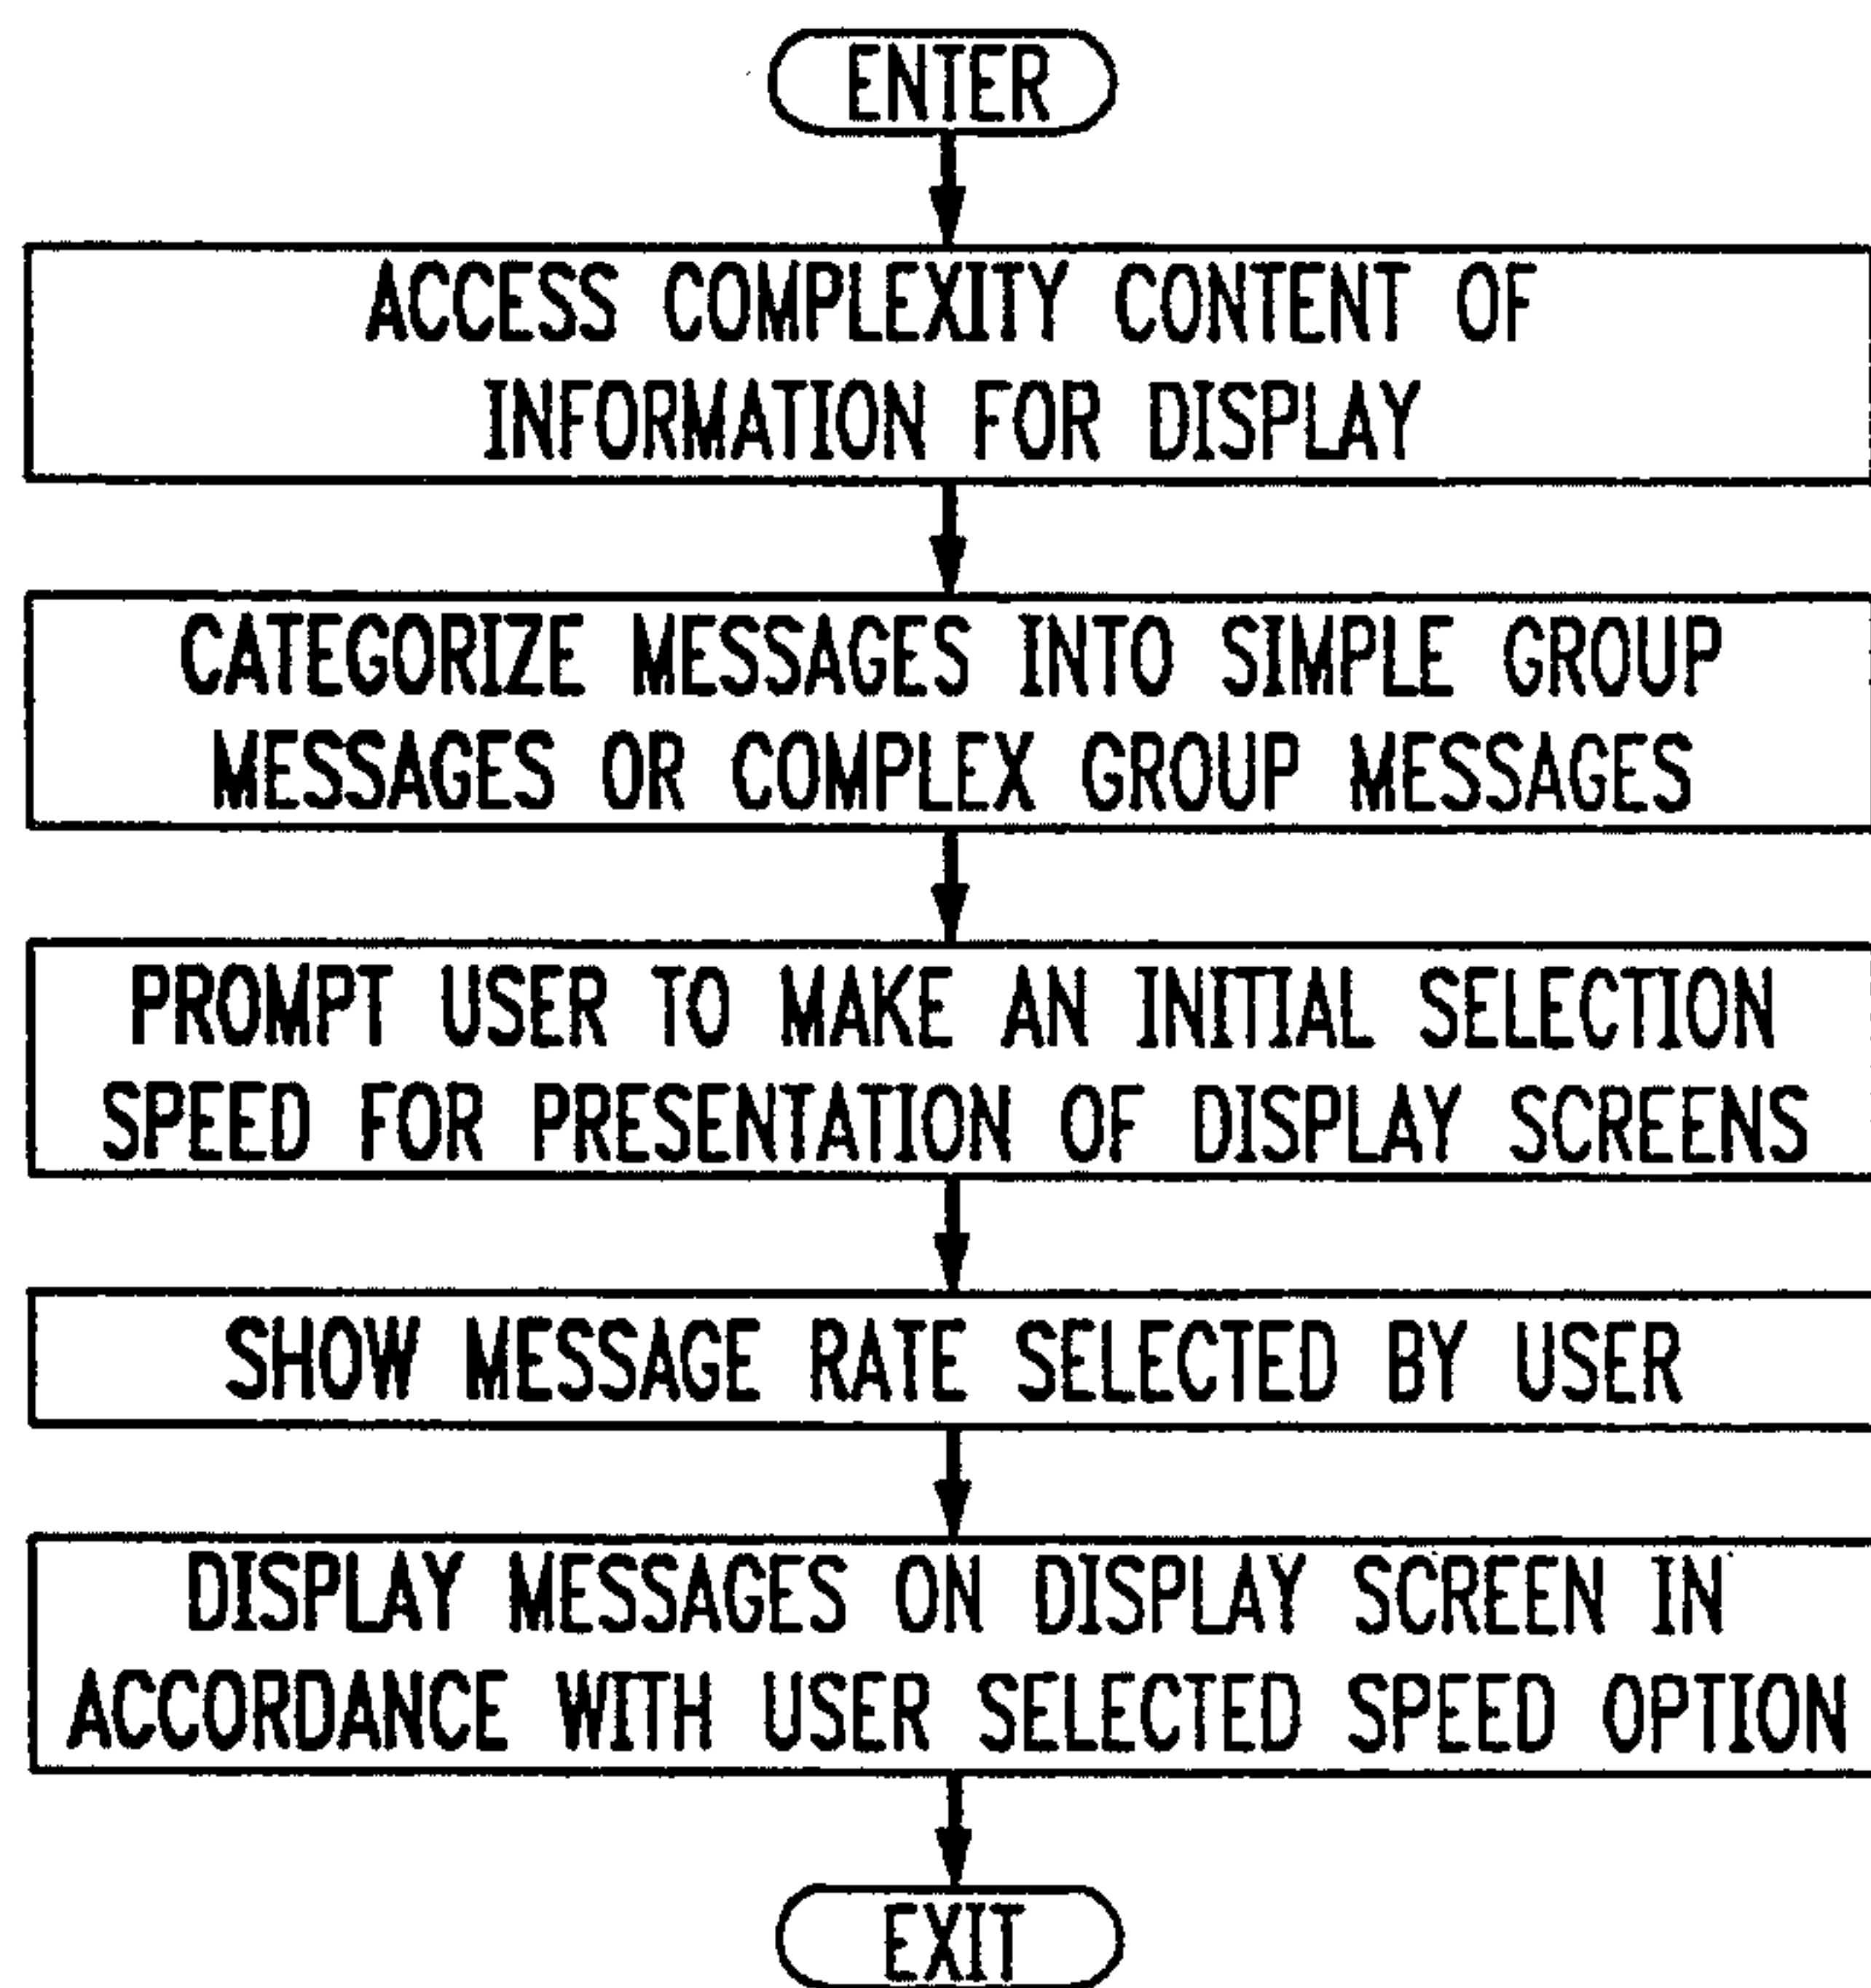 ENTER
ACCESS COMPLEXITY CONTENT OF
INFORMATION FOR DISPLAY
CATEGORIZE MESSAGES INTO SIMPLE GROUP
MESSAGES OR COMPLEX GROUP MESSAGES
PROMPT USER TO MAKE AN INITIAL SELECTION
SPEED FOR PRESENTATION OF DISPLAY SCREENS
SHOW MESSAGE RATE SELECTED BY USER
DISPLAY MESSAGES ON DISPLAY SCREEN IN
ACCORDANCE WITH USER SELECTED SPEED OPTION
EXIT